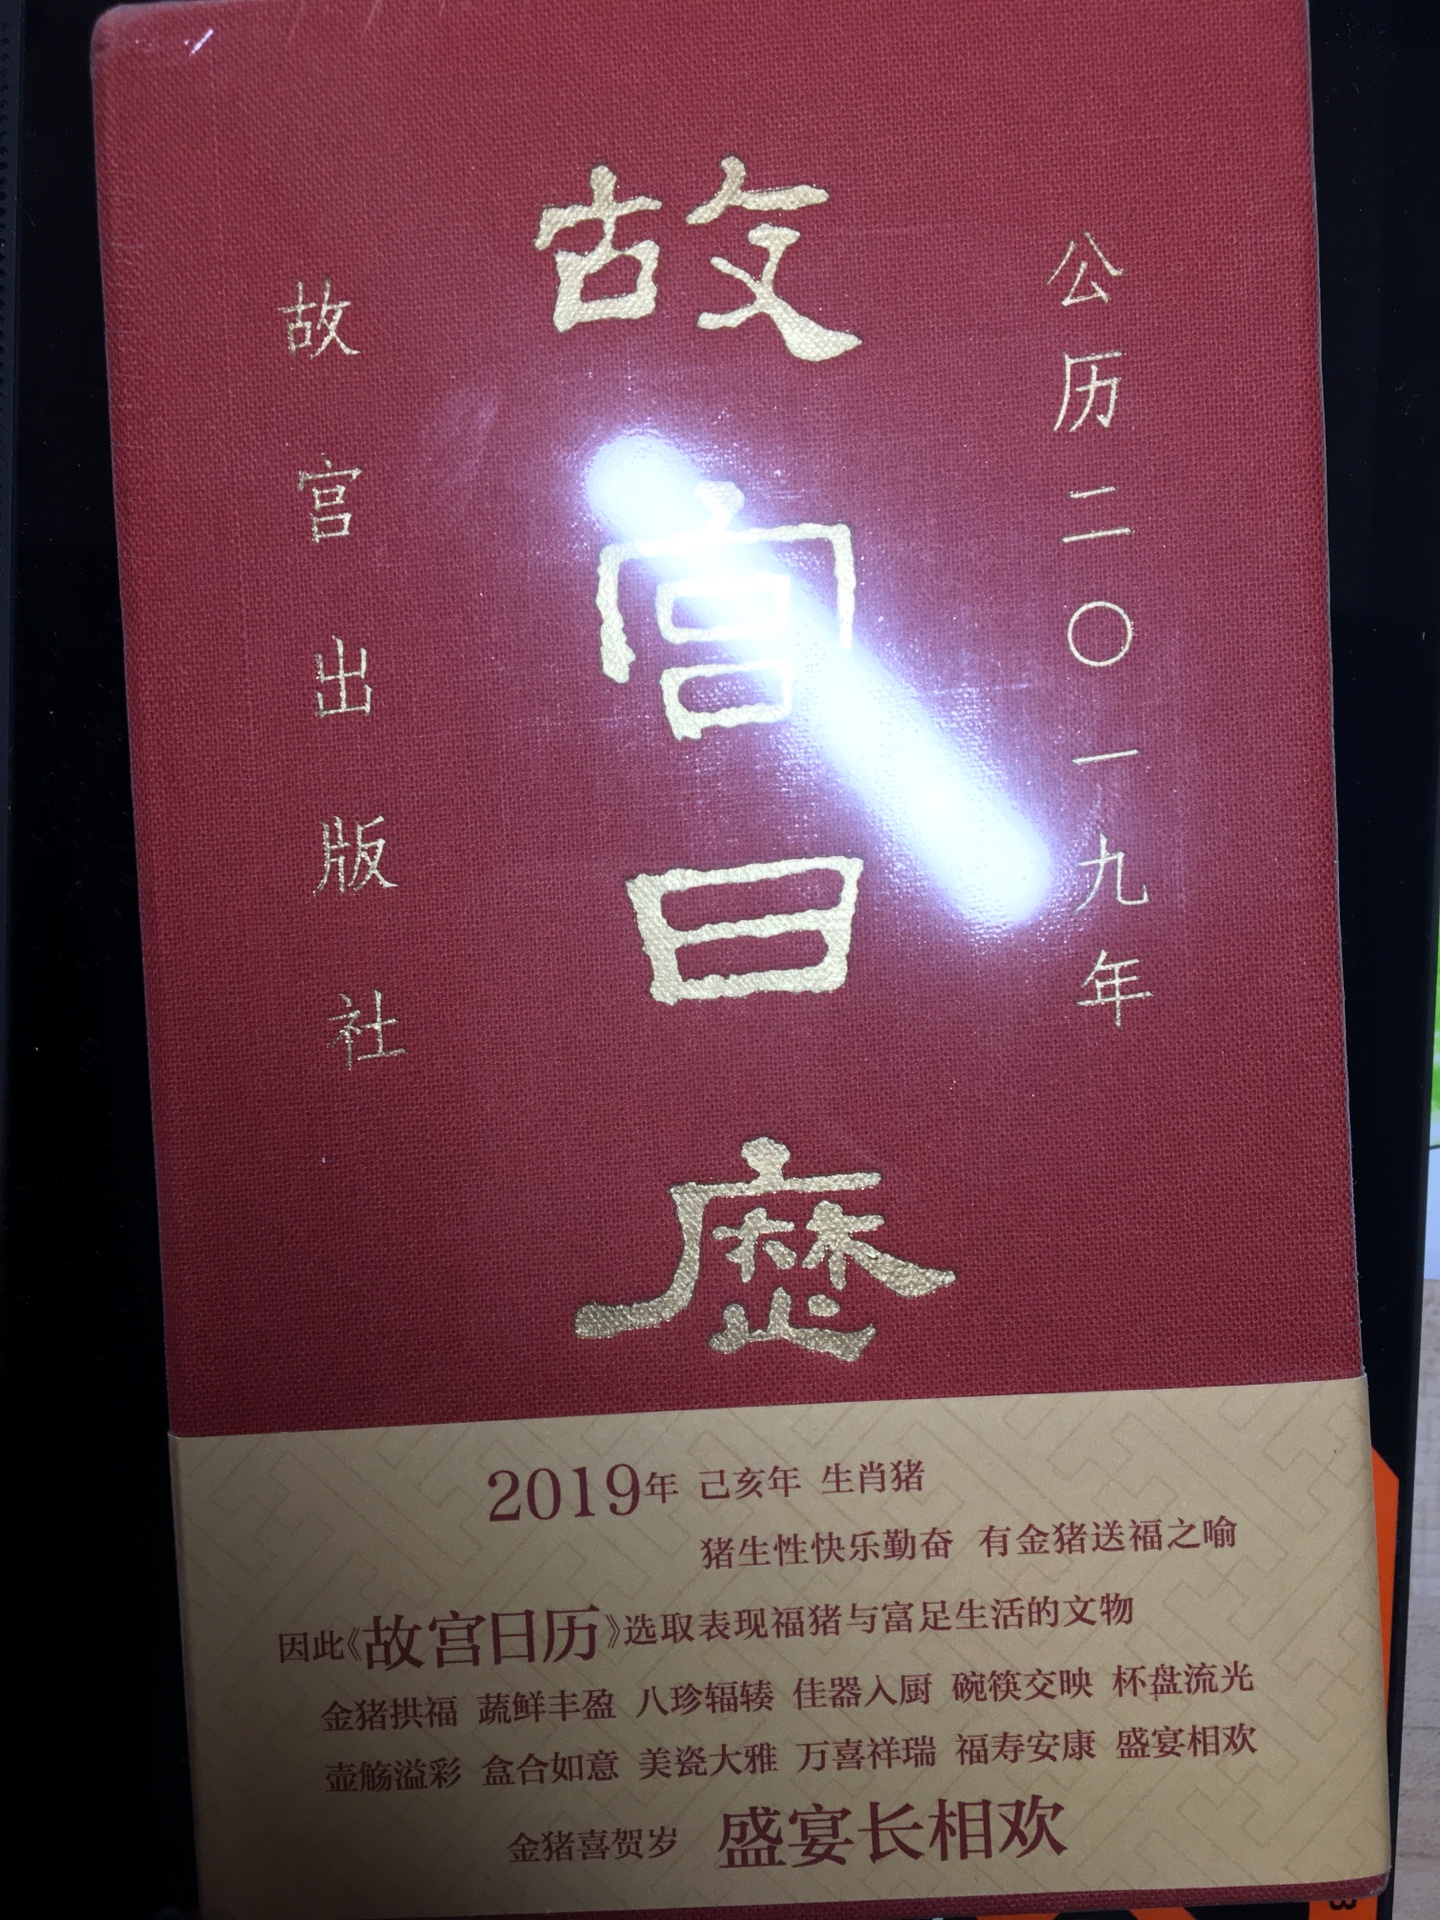 公历二〇一九年
故宫日歷
故宫出版社
2019年 己亥年 生肖猪
猪生性快乐勤奋 有金猪送福之喻
因此《故宫日历》选取表现福猪与富足生活的文物
金猪拱福 蔬鲜丰盈 八珍辐辏 佳器入厨 碗筷交映 杯盘流光
壶觞溢彩 盒合如意 美瓷大雅 万喜祥瑞 福寿安康 盛宴相欢
金猪喜贺岁 盛宴长相欢